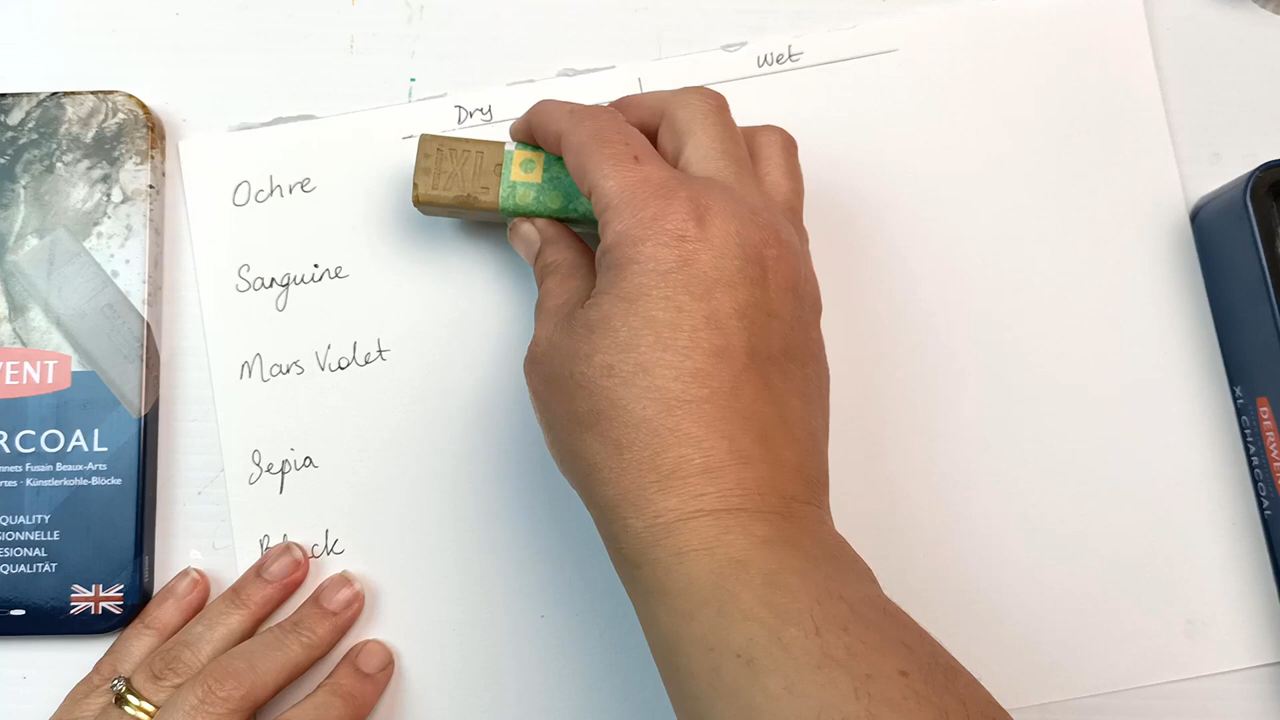 Wet
Dry
IXL
Ochre
Sanguine
Mars Violet
Sepia
Black
VENT
RCOAL
nnets Fusain Beaux-Arts
rtes · Künstlerkohle-Blöcke
QUALITY
SIONNELLE
ESIONAL
QUALITÄT
DERWEN
XL CHARCOAL